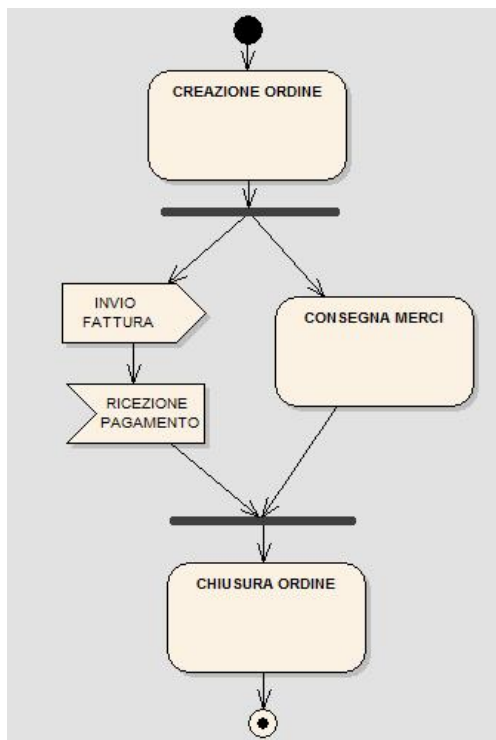 CREAZIONE ORDINE
INVIO
FATTURA
CONSEGNA MERCI
RICEZIONE
PAGAMENTO
CHIUSURA ORDINE